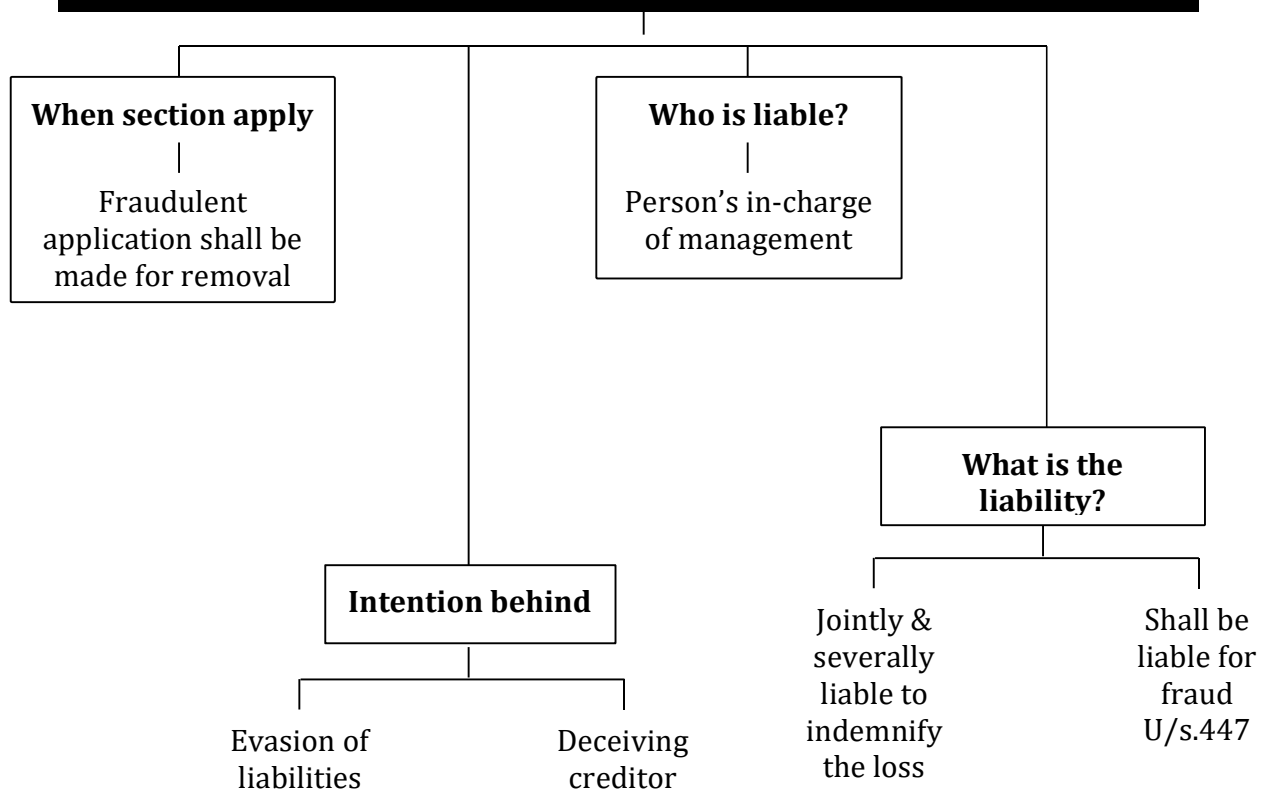 When section apply
Fraudulent
application shall be
made for removal
Who is liable?
Person’s in-charge
of management
What is the
liability?
Jointly &
severally
liable to
indemnify
the loss
Shall be
liable for
fraud
U/s.447
Intention behind
Evasion of
liabilities
Deceiving
creditor